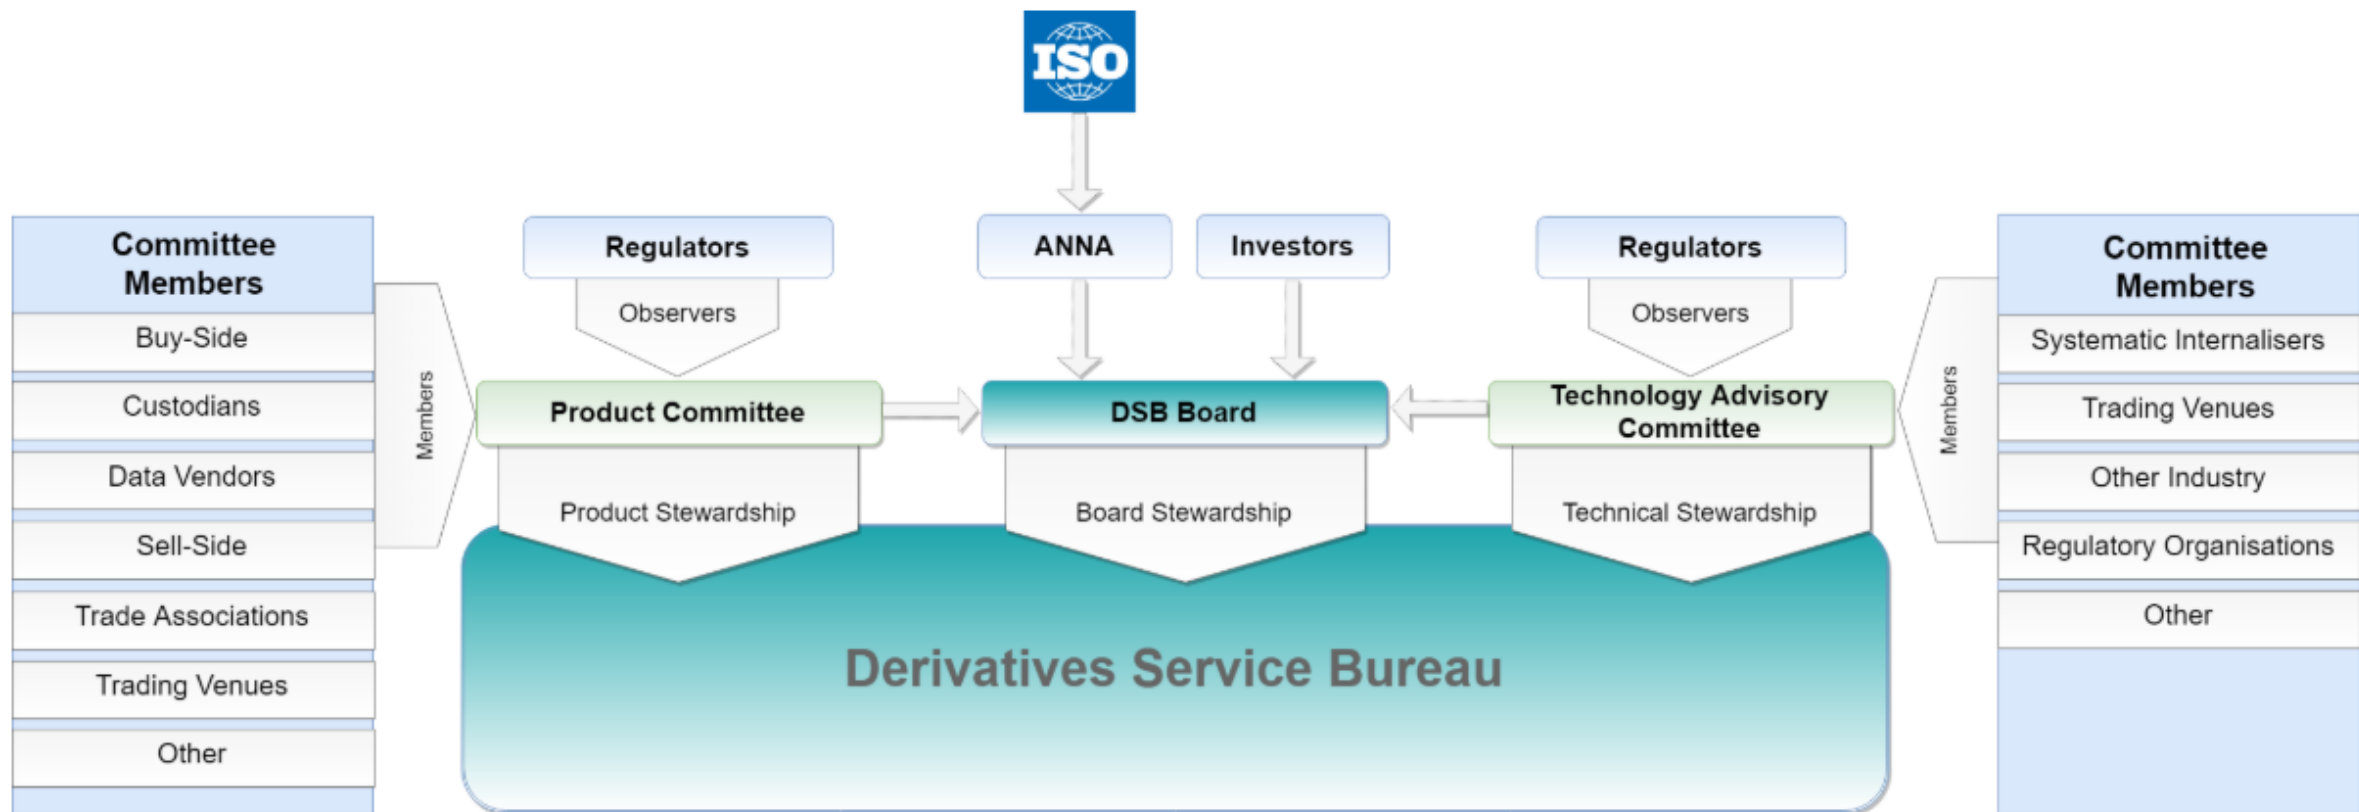 ISO
Committee
Members
Buy-Side
Custodians
Data Vendors
Sell-Side
Trade Associations
Trading Venues
Other
Members
Regulators
Observers
Product Committee
Product Stewardship
ANNA
Investors
DSB Board
Board Stewardship
Regulators
Observers
Technology Advisory
Committee
Technical Stewardship
Members
Committee
Members
Systematic Internalisers
Trading Venues
Other Industry
Regulatory Organisations
Other
Derivatives Service Bureau